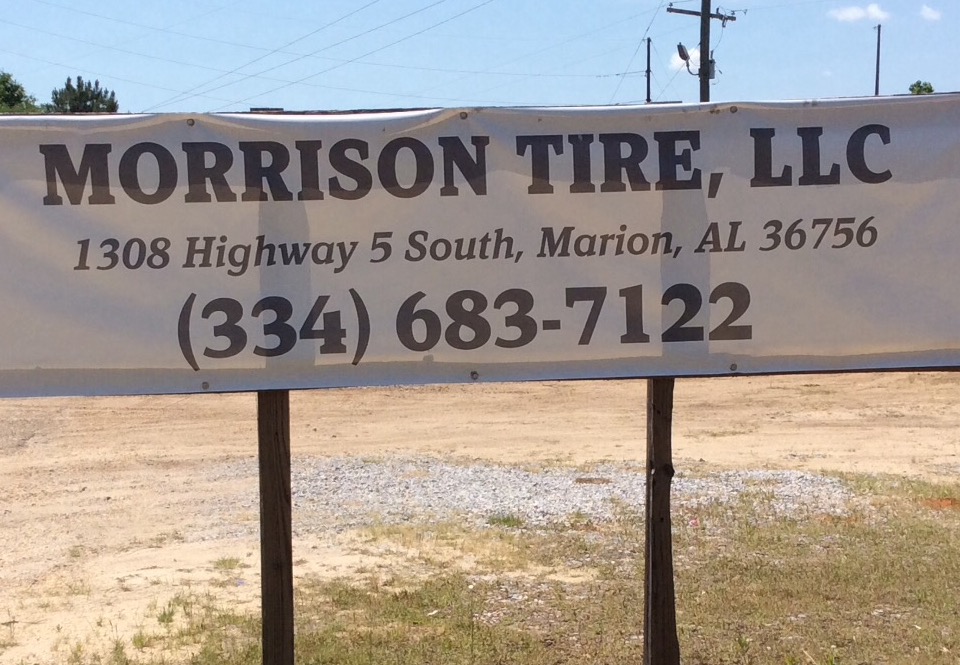 MORRISON TIRE, LLC
1308 Highway 5 South, Marion, AL 36756
(334) 683-7122